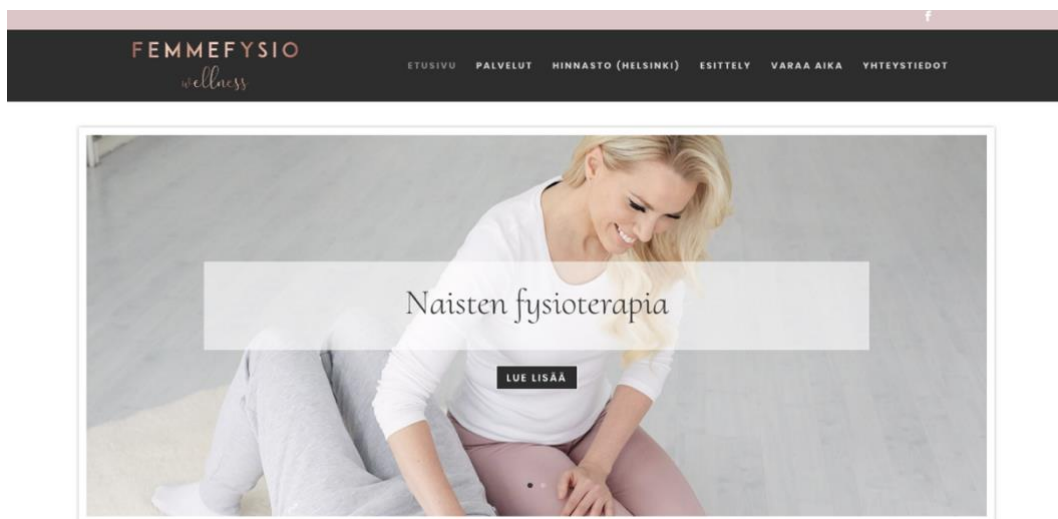 f
FEMMEFYSIO
wellness
ETUSIVU PALVELUT HINNASTO (HELSINKI) ESITTELY VARAA AIKA YHTEYSTIEDOT
Naisten fysioterapia
LUE LISÄÄ